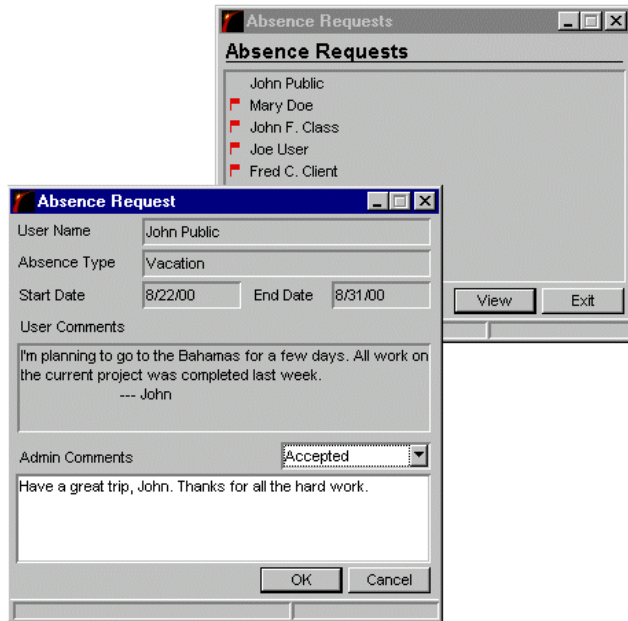 Absence Requests
Absence Requests
John Public
Mary Doe
John F. Class
Joe User
Fred C. Client
View
Exit
Absence Request
User Name
John Public
Absence Type
Vacation
Start Date
8/22/00
End Date
8/31/00
User Comments
I'm planning to go to the Bahamas for a few days. All work on
the current project was completed last week.
--- John
Admin Comments
Accepted
Have a great trip, John. Thanks for all the hard work.
OK
Cancel